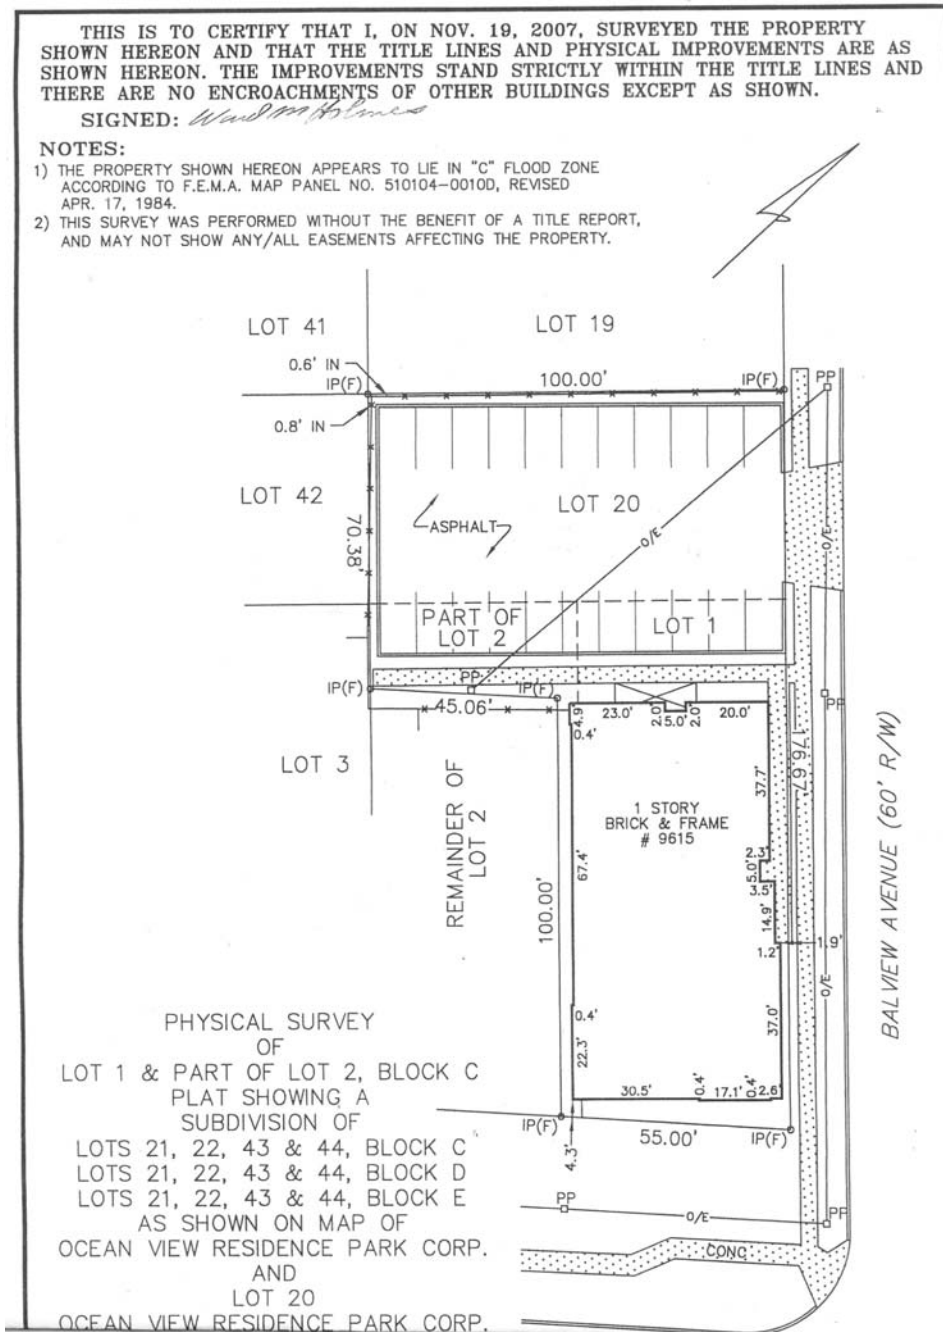 THIS IS TO CERTIFY THAT I, ON NOV. 19, 2007, SURVEYED THE PROPERTY
SHOWN HEREON AND THAT THE TITLE LINES AND PHYSICAL IMPROVEMENTS ARE AS
SHOWN HEREON. THE IMPROVEMENTS STAND STRICTLY WITHIN THE TITLE LINES AND
THERE ARE NO ENCROACHMENTS OF OTHER BUILDINGS EXCEPT AS SHOWN.
SIGNED:
NOTES:
1) THE PROPERTY SHOWN HEREON APPEARS TO LIE IN "C" FLOOD ZONE
ACCORDING TO F.E.M.A. MAP PANEL NO. 510104-0010D, REVISED
APR. 17, 1984.
2) THIS SURVEY WAS PERFORMED WITHOUT THE BENEFIT OF A TITLE REPORT,
AND MAY NOT SHOW ANY/ALL EASEMENTS AFFECTING THE PROPERTY.
LOT 41
LOT 19
0.6' IN
IP(F)
100.00'
IP(F)
PP
0.8' IN
LOT 42
LOT 20
ASPHALT
O/E
O/E
70.38'
PART OF
LOT 2
LOT 1
IP(F)
PP
IP(F)
PP
45.06'
4.9'
0.4'
23.0'
2.0'
5.0'
2.0'
20.0'
176.67'
LOT 3
REMAINDER OF
LOT 2
37.7'
1 STORY
BRICK & FRAME
# 9615
67.4'
2.3'
5.0'
3.5'
14.9'
1.2'
1.9'
100.00'
BALVIEW AVENUE (60' R/W)
O/E
0.4'
22.3'
37.0'
30.5'
0.4'
17.1'
0.4'
2.6'
IP(F)
55.00'
IP(F)
4.3'
PP
O/E
PP
CONC
PHYSICAL SURVEY
OF
LOT 1 & PART OF LOT 2, BLOCK C
PLAT SHOWING A
SUBDIVISION OF
LOTS 21, 22, 43 & 44, BLOCK C
LOTS 21, 22, 43 & 44, BLOCK D
LOTS 21, 22, 43 & 44, BLOCK E
AS SHOWN ON MAP OF
OCEAN VIEW RESIDENCE PARK CORP.
AND
LOT 20
OCEAN VIEW RESIDENCE PARK CORP.